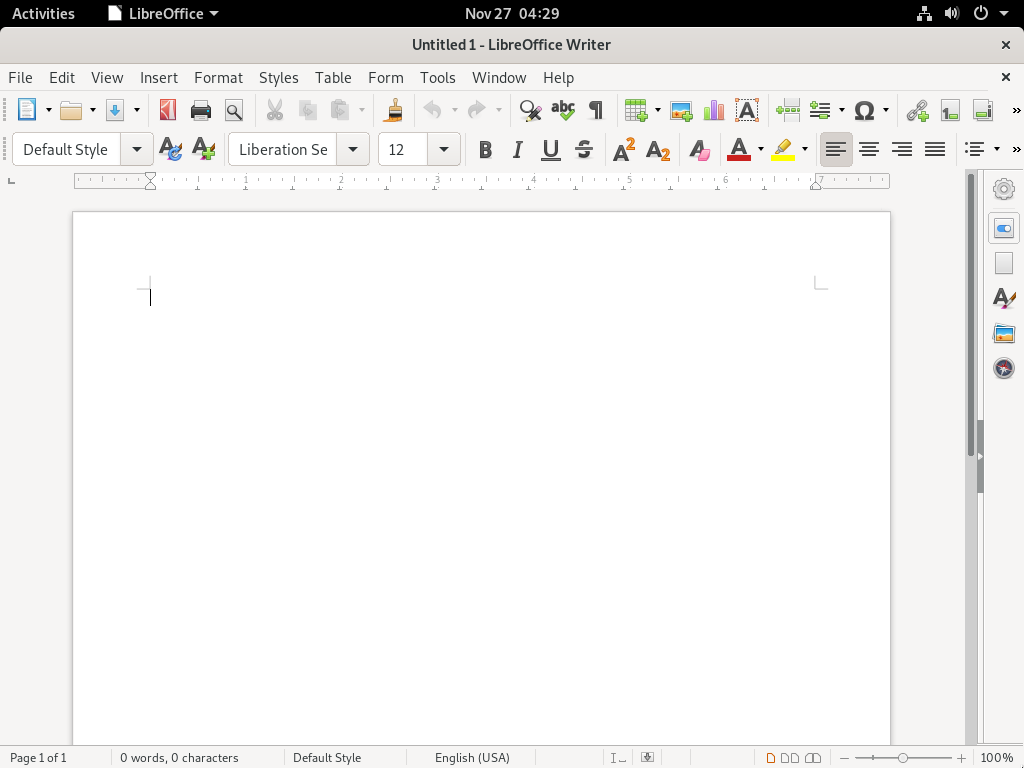 Activities LibreOffice Nov 27 04:29
Untitled 1 - LibreOffice Writer
File Edit View Insert Format Styles Table Form Tools Window Help
Default Style Liberation Se 12
1 2 3 4 5 6 7
Page 1 of 1 0 words, 0 characters Default Style English (USA) 100%